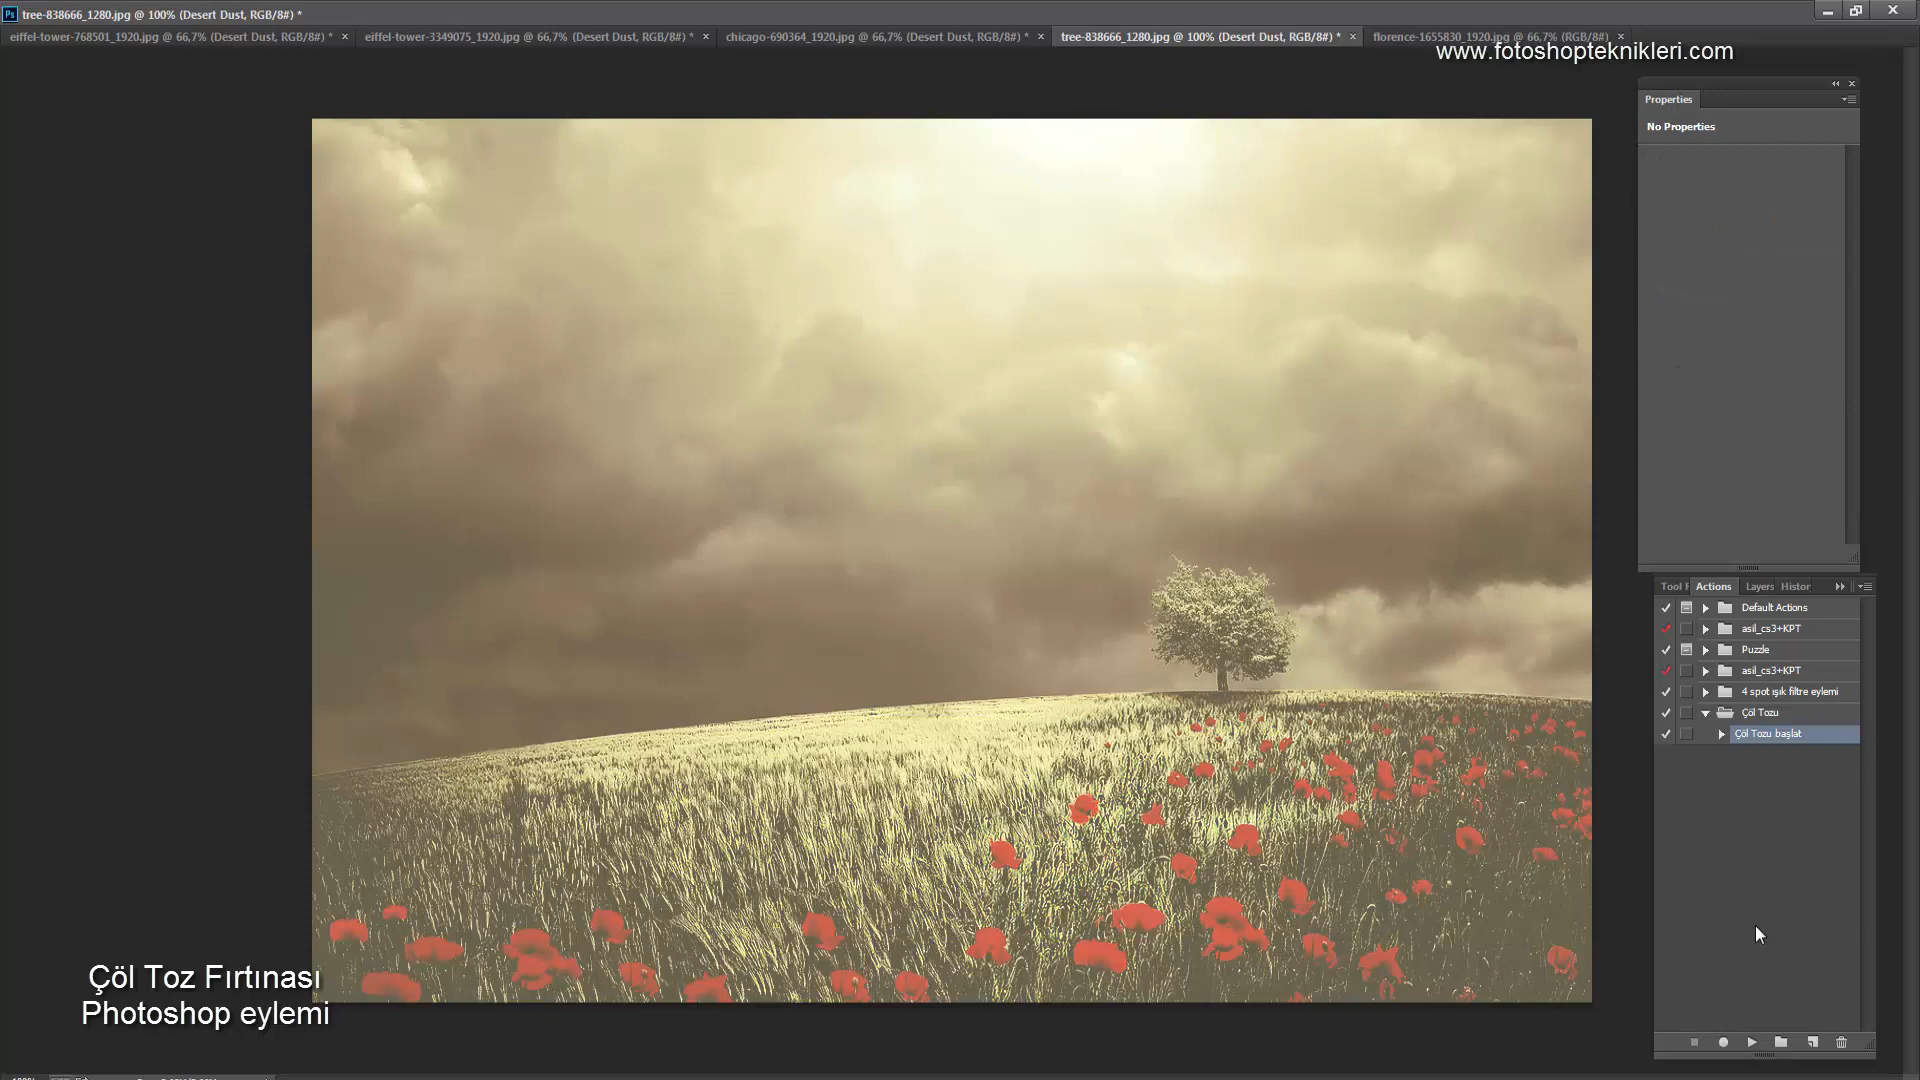 Ps tree-838666_1280.jpg @ 100% (Desert Dust, RGB/8#) *
eiffel-tower-768501_1920.jpg @ 66,7% (Desert Dust, RGB/8#) *
eiffel-tower-3349075_1920.jpg @ 66,7% (Desert Dust, RGB/8#) *
chicago-690364_1920.jpg @ 66,7% (Desert Dust, RGB/8#) *
tree-838666_1280.jpg @ 100% (Desert Dust, RGB/8#) *
florence-1655830_1920.jpg @ 66,7% (RGB/8#)
www.fotoshopteknikleri.com
Properties
No Properties
Tool Actions Layers Histor
Default Actions
asil_cs3+KPT
Puzzle
asil_cs3+KPT
4 spot ışık filtre eylemi
Çöl Tozu
Çöl Tozu başlat
Çöl Toz Fırtınası
Photoshop eylemi